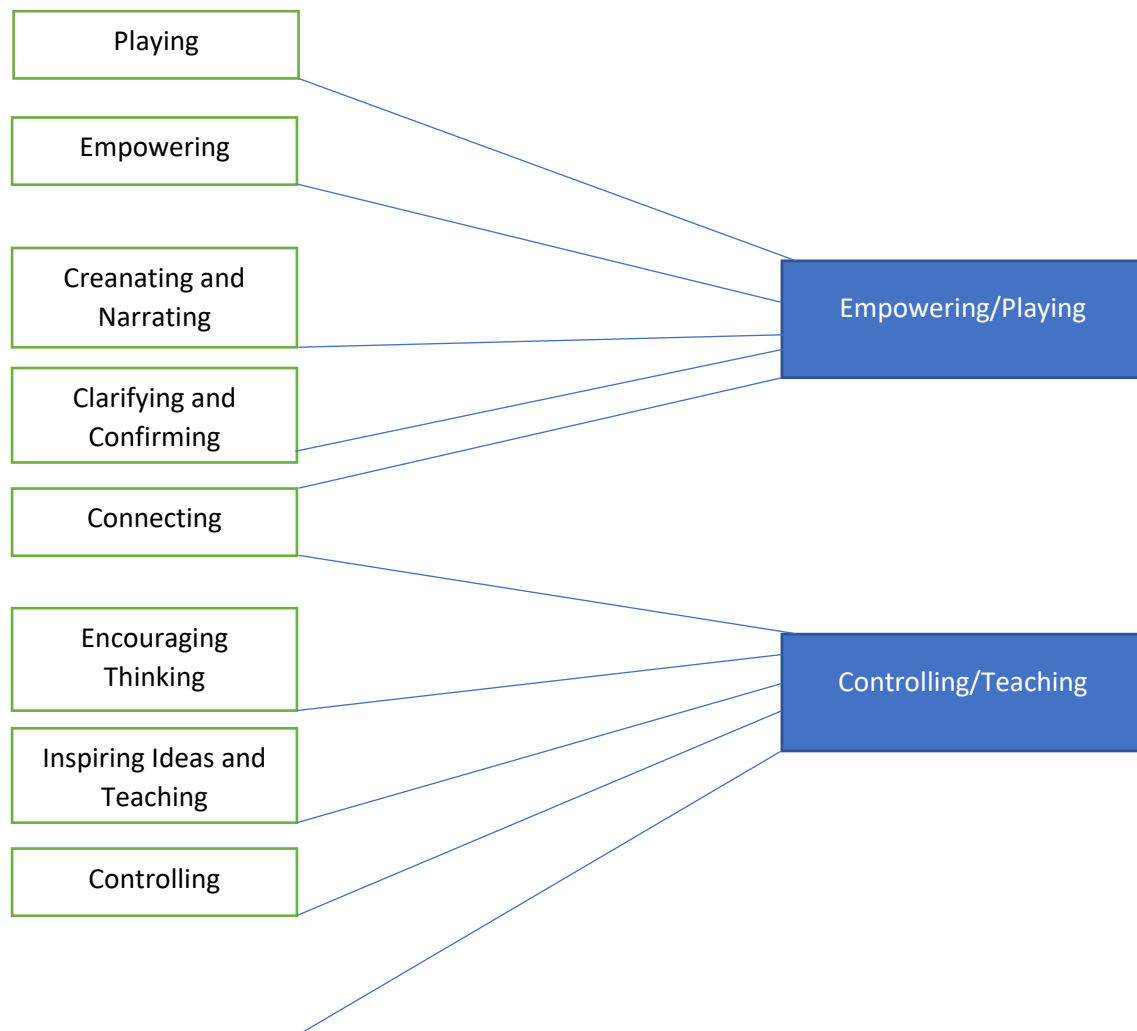 Playing
Empowering
Creanating and
Narrating
Clarifying and
Confirming
Connecting
Encouraging
Thinking
Inspiring Ideas and
Teaching
Controlling
Empowering/Playing
Controlling/Teaching